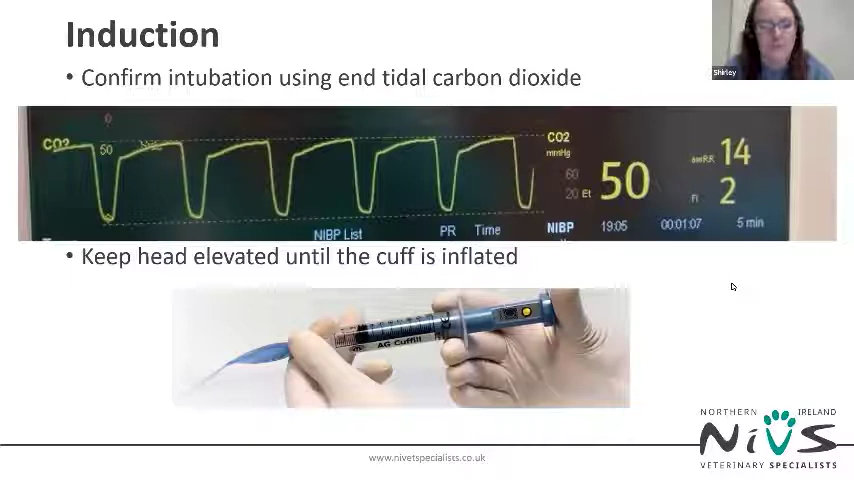 Induction
Shirley
• Confirm intubation using end tidal carbon dioxide
0
CO2
50
CO2
mmHg
60
20 Et
50
awRR 14
FI 2
NIBP List
PR
Time
NIBP
19:05
00:01:07
5 min
• Keep head elevated until the cuff is inflated
AG Cuffill
NORTHERN IRELAND
NiVS
VETERINARY SPECIALISTS
www.nivetspecialists.co.uk